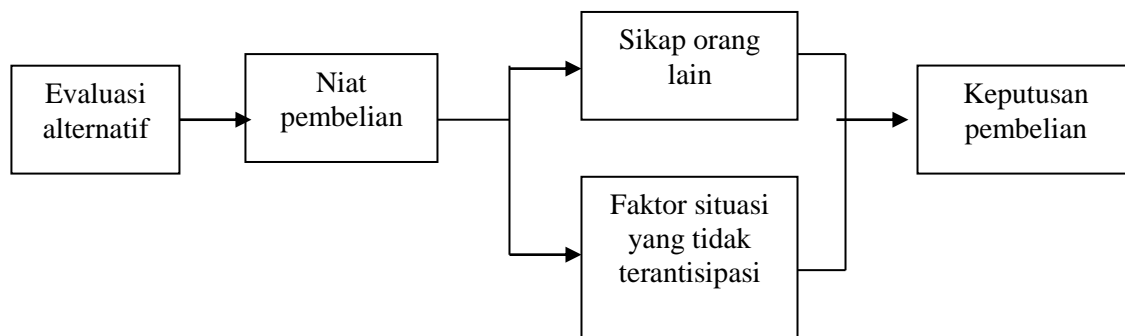 Evaluasi
alternatif
Niat
pembelian
Sikap orang
lain
Faktor situasi
yang tidak
terantisipasi
Keputusan
pembelian